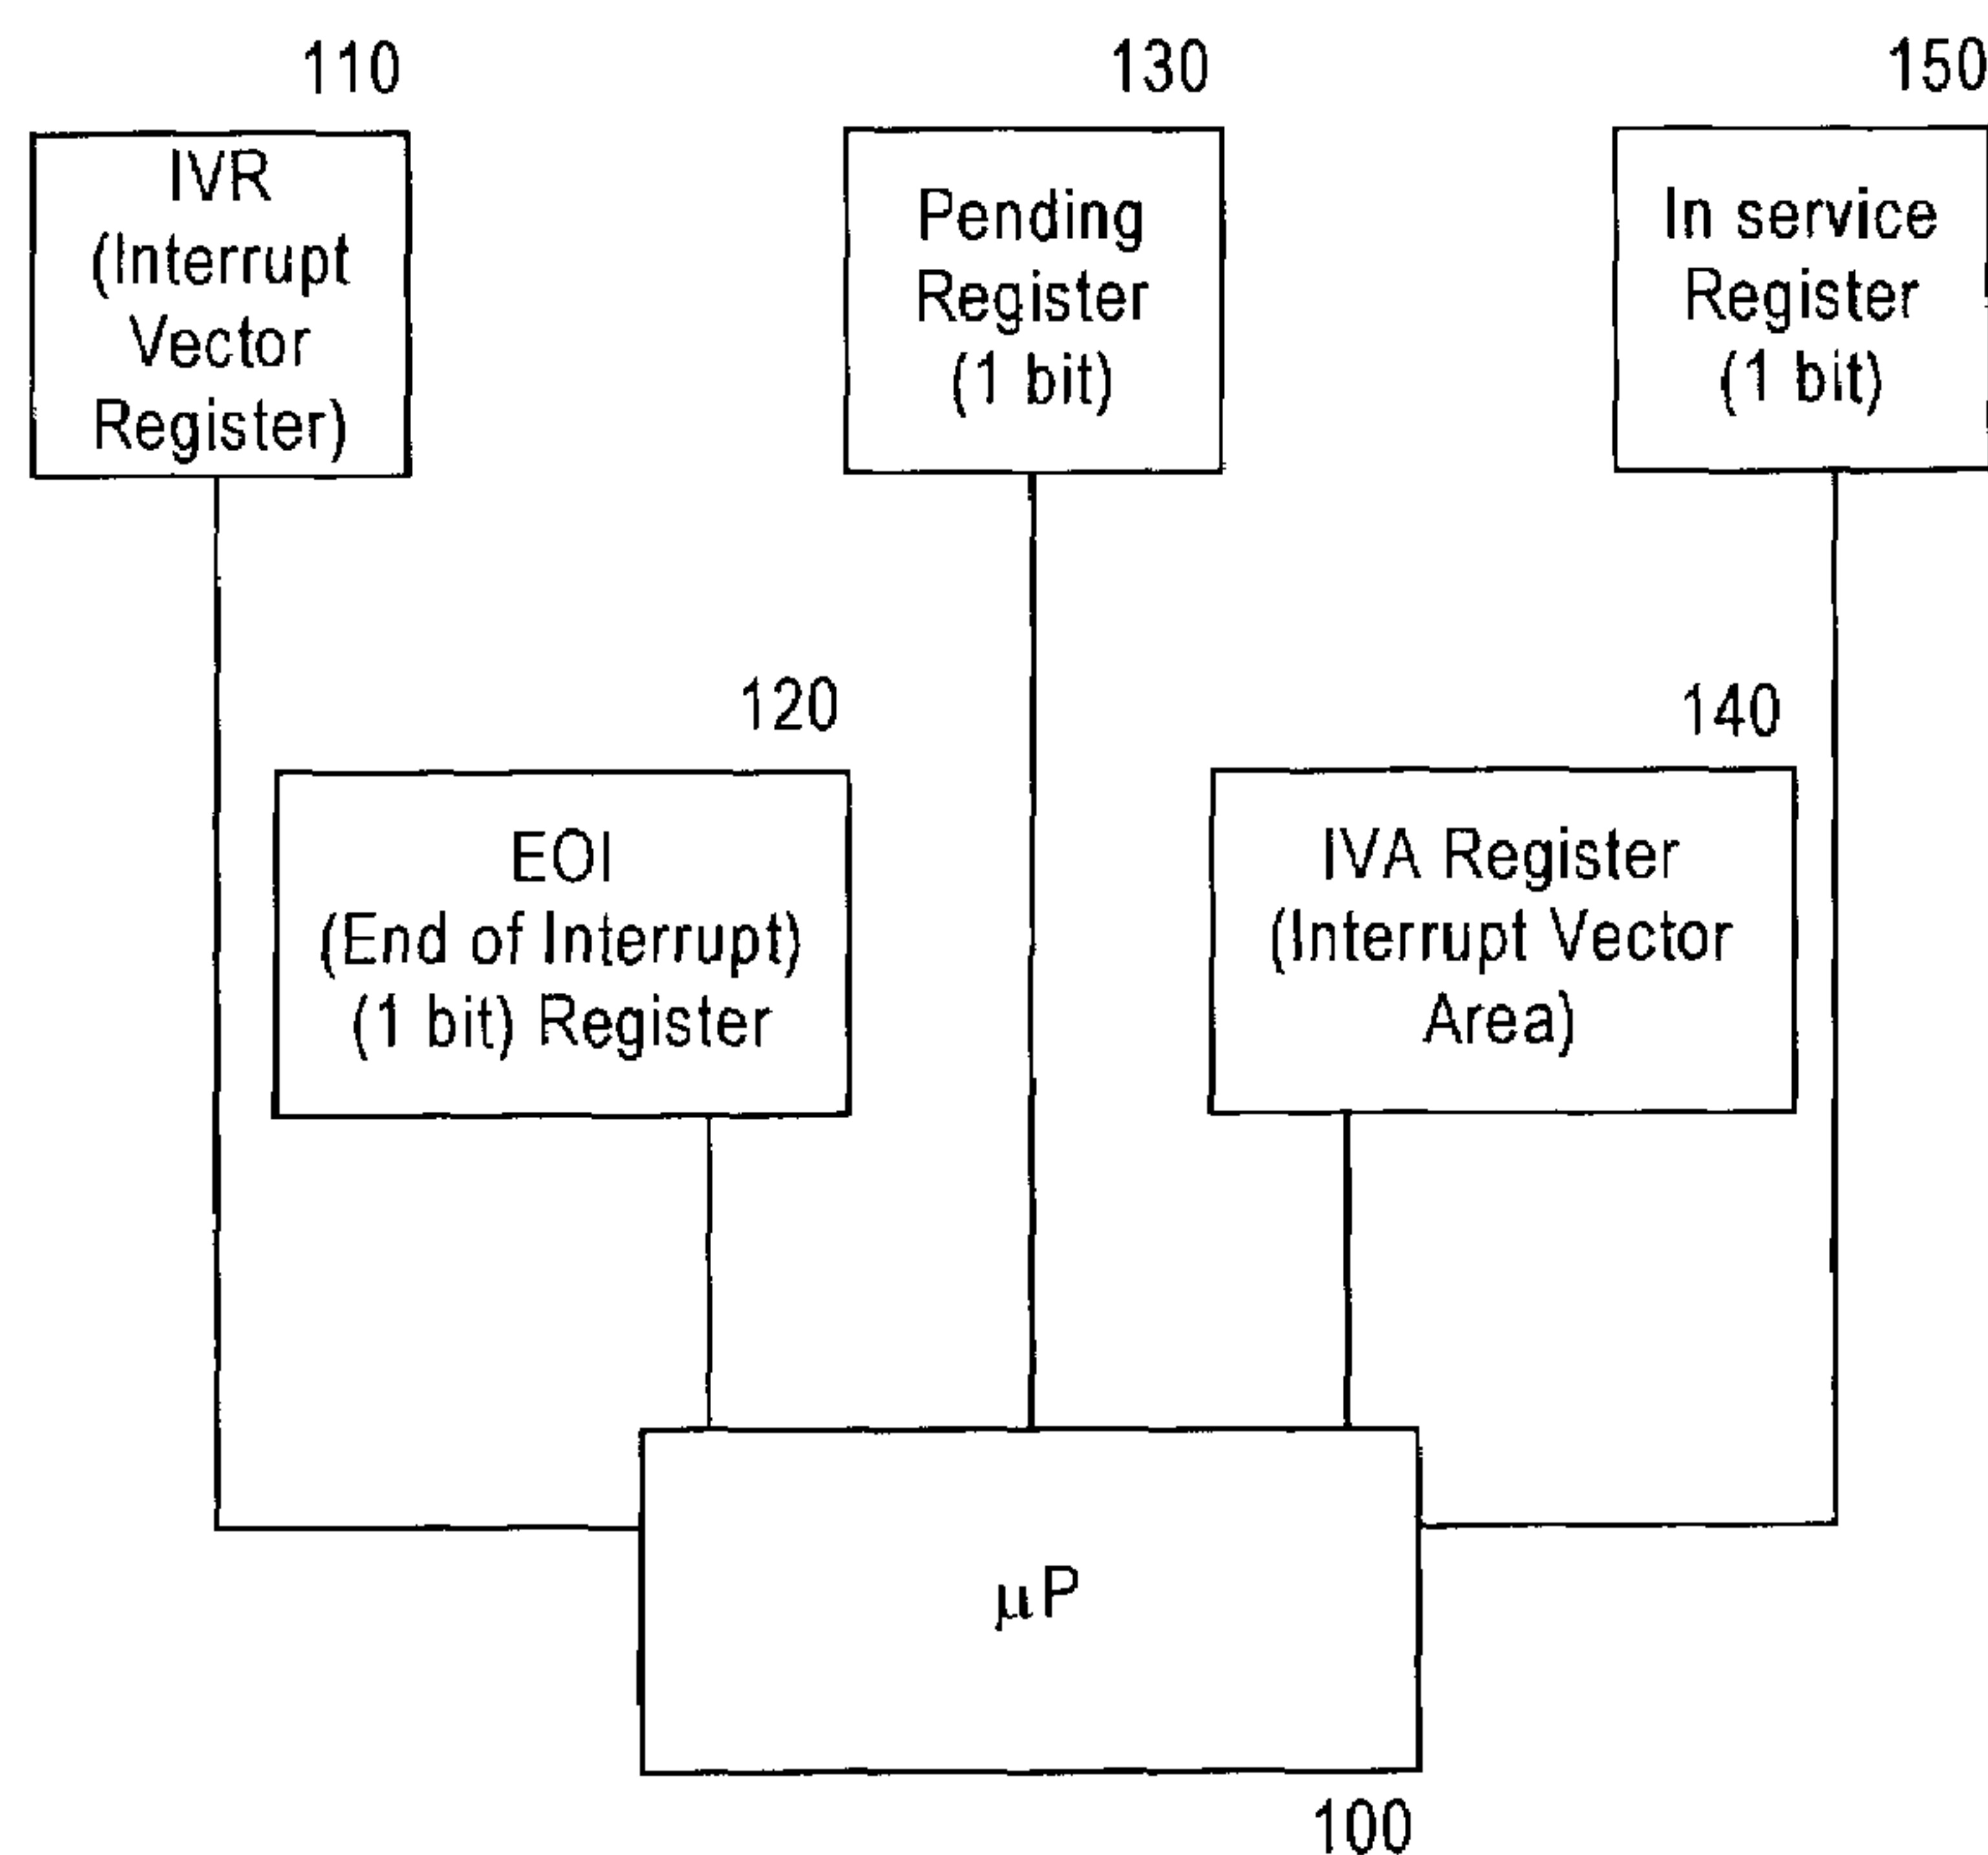 110
IVR
(Interrupt
Vector
Register)
130
Pending
Register
(1 bit)
150
In service
Register
(1 bit)
120
EOI
(End of Interrupt)
(1 bit) Register
140
IVA Register
(Interrupt Vector
Area)
µP
100